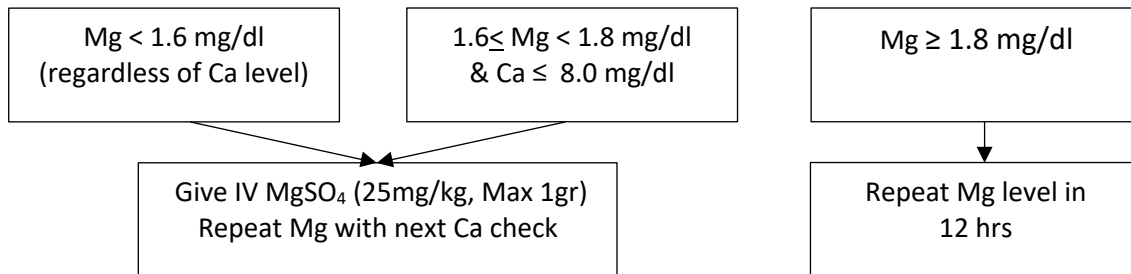 Mg < 1.6 mg/dl
(regardless of Ca level)
1.6≤ Mg < 1.8 mg/dl
& Ca ≤ 8.0 mg/dl
Mg ≥ 1.8 mg/dl
Give IV MgSO₄ (25mg/kg, Max 1gr)
Repeat Mg with next Ca check
Repeat Mg level in
12 hrs